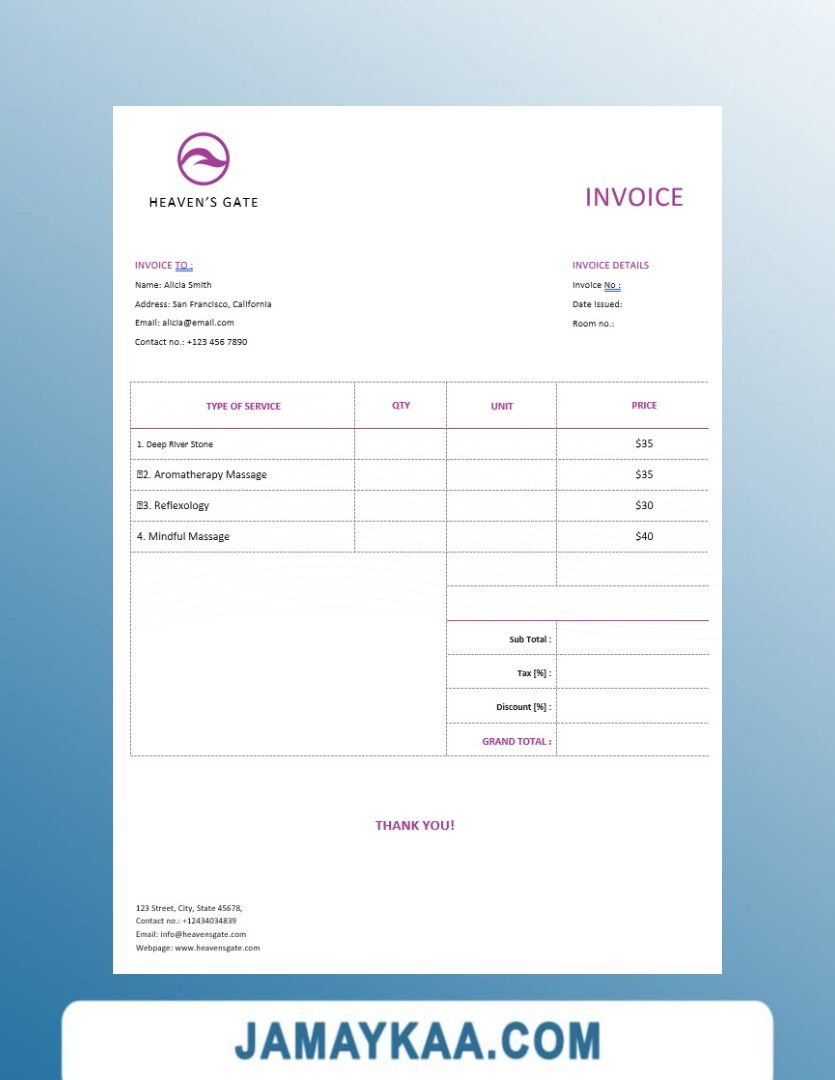 HEAVEN'S GATE
INVOICE
INVOICE TO :
Name: Alicia Smith
Address: San Francisco, California
Email: alicia@email.com
Contact no.: +123 456 7890
INVOICE DETAILS
Invoice No :
Date Issued:
Room no.:
TYPE OF SERVICE QTY UNIT PRICE
1. Deep River Stone $35
2. Aromatherapy Massage $35
3. Reflexology $30
4. Mindful Massage $40
Sub Total :
Tax [%] :
Discount [%] :
GRAND TOTAL :
THANK YOU!
123 Street, City, State 45678,
Contact no.: +12434034839
Email: info@heavensgate.com
Webpage: www.heavensgate.com
JAMAYKAA.COM